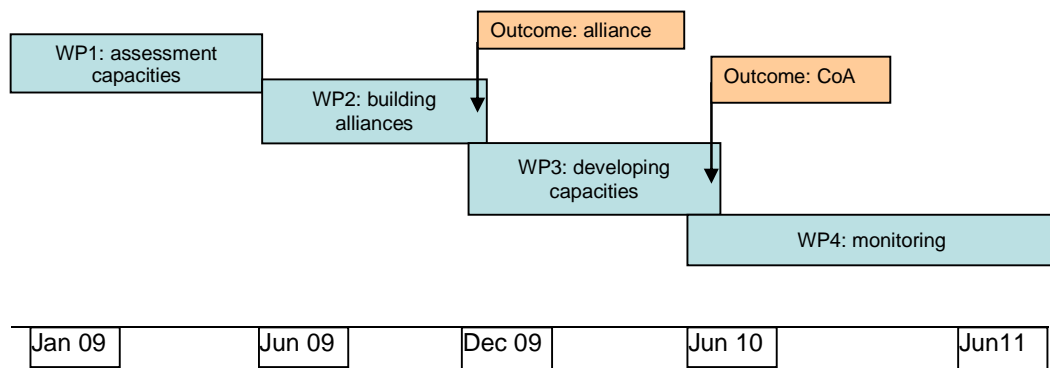 WP1: assessment
capacities
Outcome: alliance
WP2: building
alliances
Outcome: CoA
WP3: developing
capacities
WP4: monitoring
Jan 09
Jun 09
Dec 09
Jun 10
Jun11